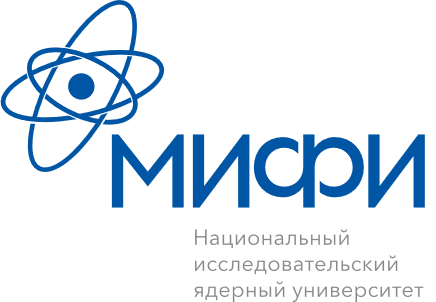 МИФИ
Национальный
исследовательский
ядерный университет